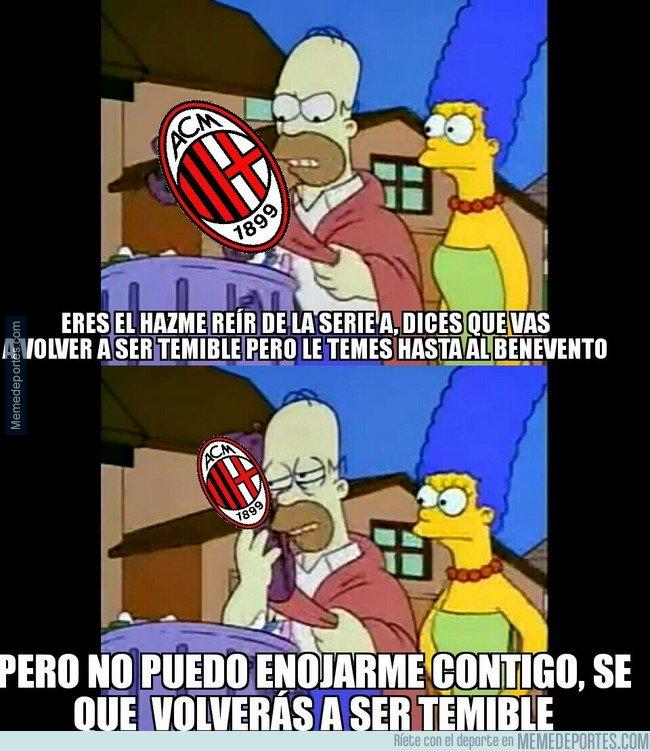 ACM
1899
ERES EL HAZME REÍR DE LA SERIE A, DICES QUE VAS
A VOLVER A SER TEMIBLE PERO LE TEMES HASTA AL BENEVENTO
Memedeportes.com
ACM
1899
PERO NO PUEDO ENOJARME CONTIGO, SE
QUE VOLVERÁS A SER TEMIBLE
Ríete con el deporte en MEMEDEPORTES.COM